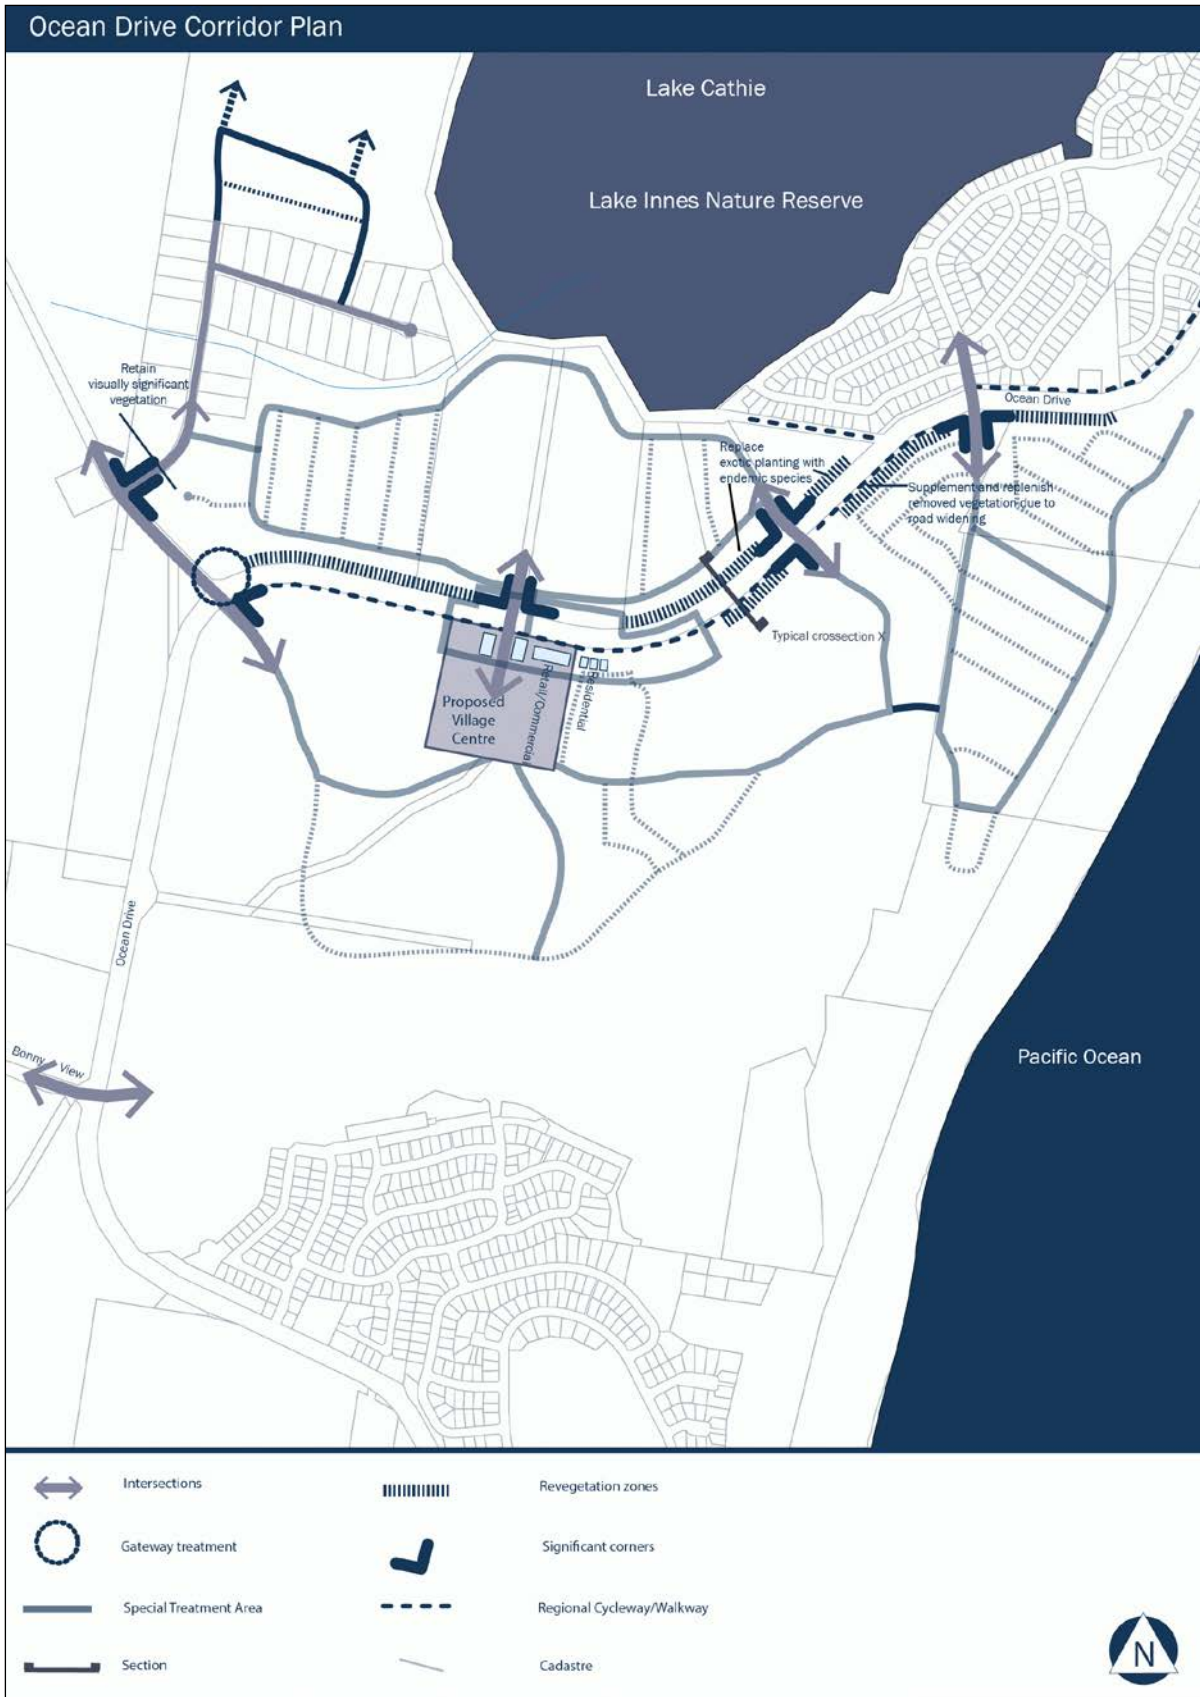 Ocean Drive Corridor Plan
Lake Cathie
Lake Innes Nature Reserve
Retain
visually significant
vegetation
Ocean Drive
Replace
exotic planting with
endemic species
Supplement and replenish
removed vegetation due to
road widening
Typical crossection X
Proposed
Village
Centre
Retail/Commercial
Residential
Ocean Drive
Bonny View
Pacific Ocean
Intersections
Revegetation zones
Gateway treatment
Significant corners
Special Treatment Area
Regional Cycleway/Walkway
Section
Cadastre
N